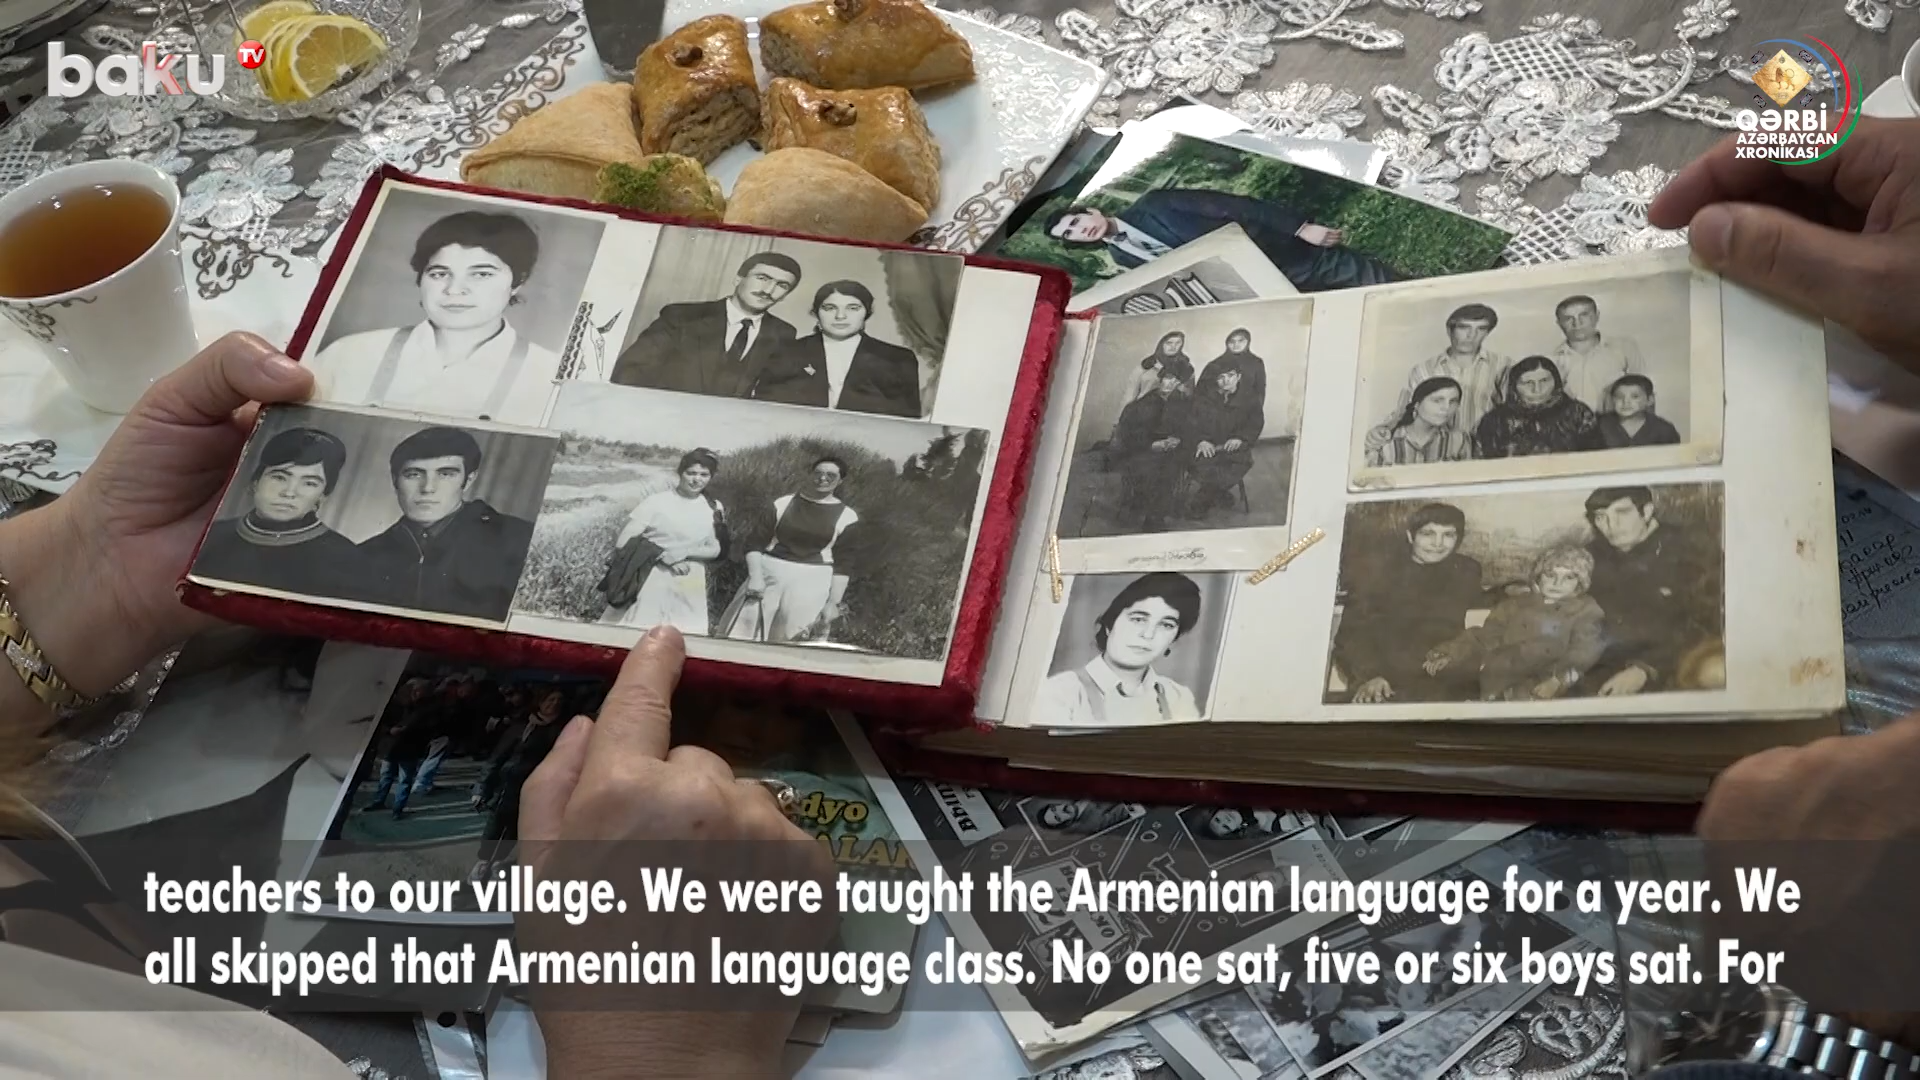 baku TV
QƏRBİ
AZƏRBAYCAN
XRONİKASI
dyo
teachers to our village. We were taught the Armenian language for a year. We
all skipped that Armenian language class. No one sat, five or six boys sat. For